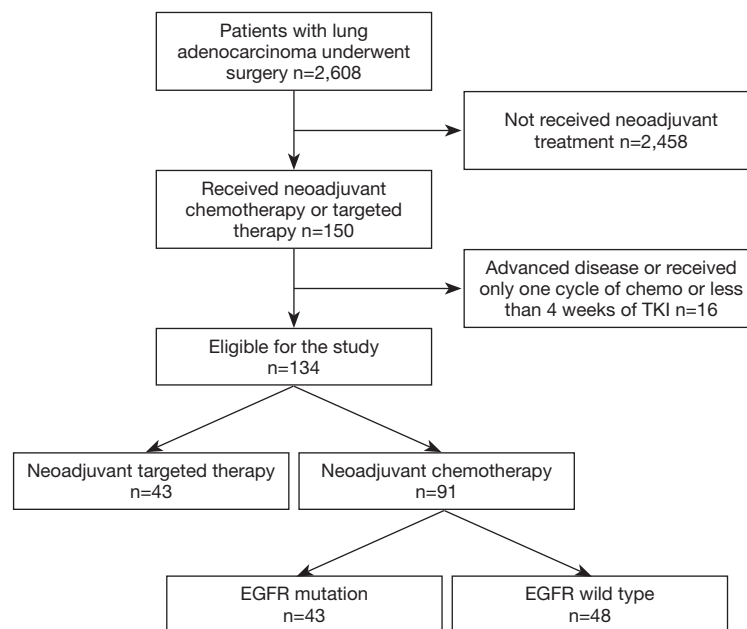 Patients with lung
adenocarcinoma underwent
surgery n=2,608
Not received neoadjuvant
treatment n=2,458
Received neoadjuvant
chemotherapy or targeted
therapy n=150
Advanced disease or received
only one cycle of chemo or less
than 4 weeks of TKI n=16
Eligible for the study
n=134
Neoadjuvant targeted therapy
n=43
Neoadjuvant chemotherapy
n=91
EGFR mutation
n=43
EGFR wild type
n=48